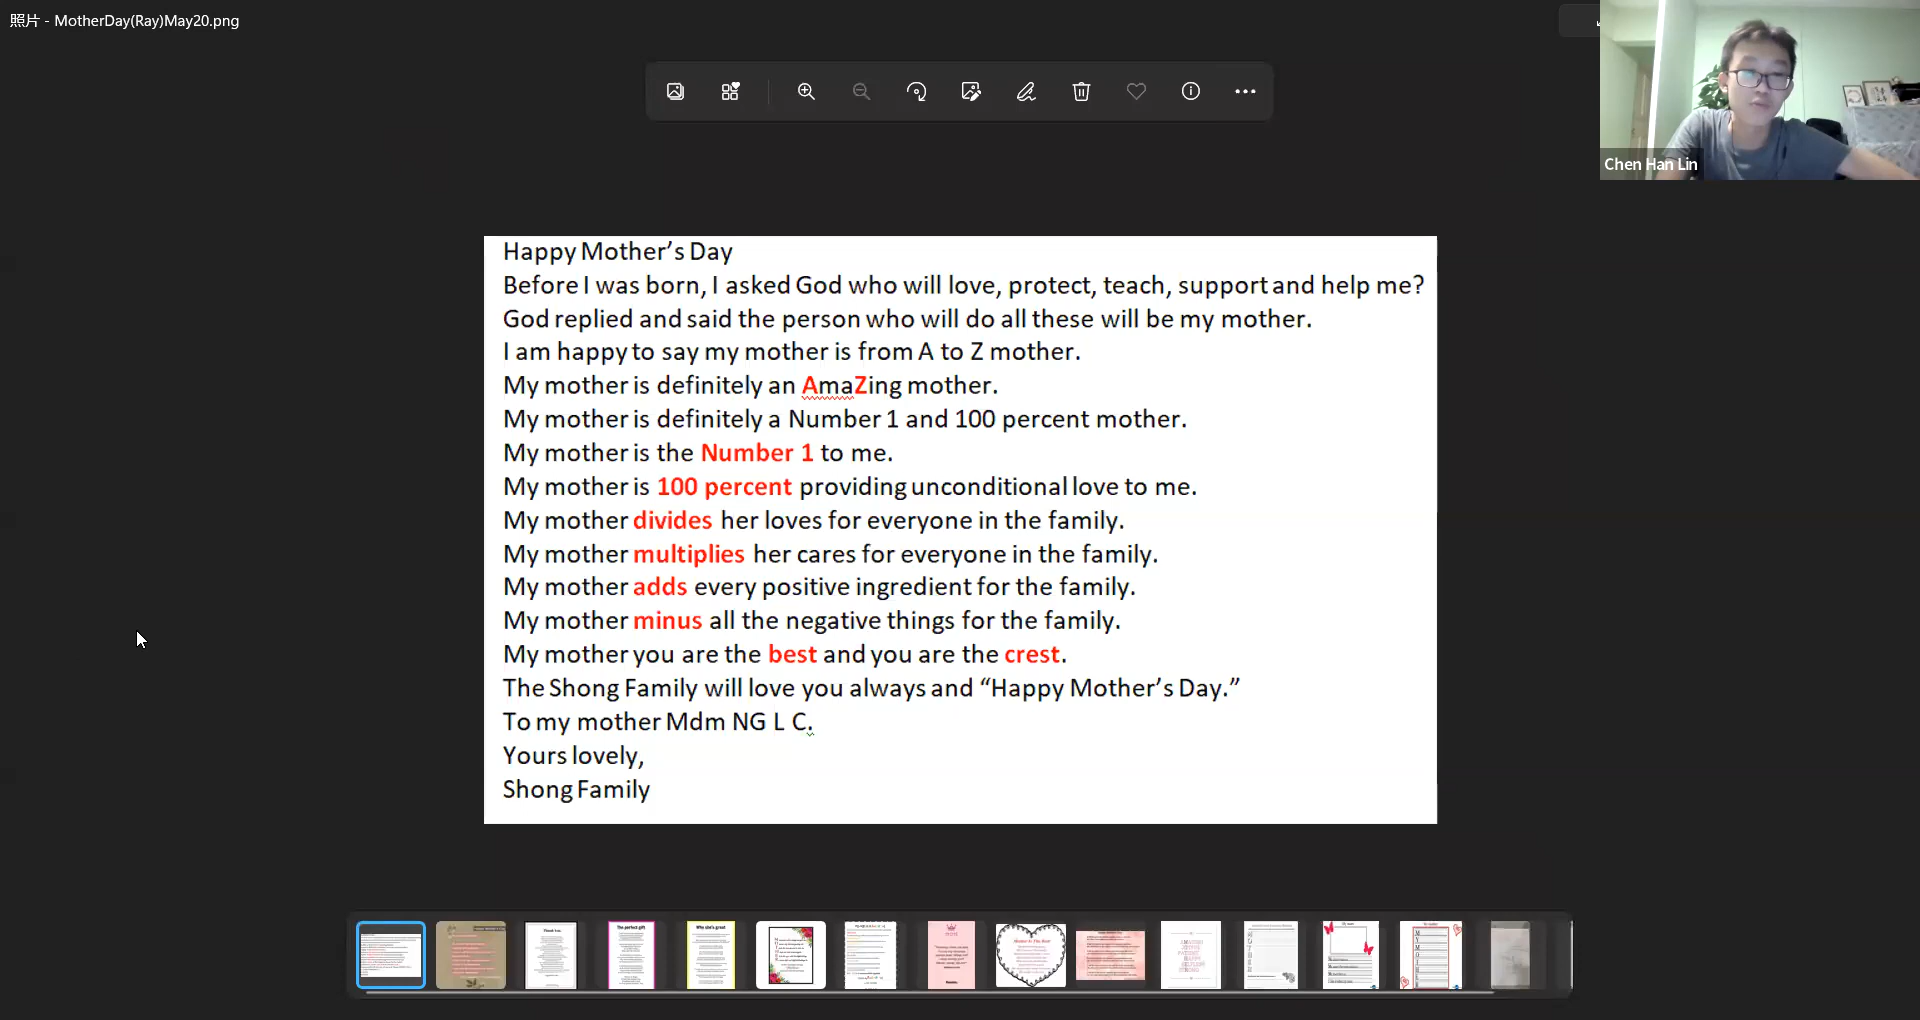 照片 - MotherDay(Ray)May20.png
Chen Han Lin
Happy Mother’s Day
Before I was born, I asked God who will love, protect, teach, support and help me?
God replied and said the person who will do all these will be my mother.
I am happy to say my mother is from A to Z mother.
My mother is definitely an AmaZing mother.
My mother is definitely a Number 1 and 100 percent mother.
My mother is the Number 1 to me.
My mother is 100 percent providing unconditional love to me.
My mother divides her loves for everyone in the family.
My mother multiplies her cares for everyone in the family.
My mother adds every positive ingredient for the family.
My mother minus all the negative things for the family.
My mother you are the best and you are the crest.
The Shong Family will love you always and “Happy Mother’s Day.”
To my mother Mdm NG L C.
Yours lovely,
Shong Family
Thank You
The perfect gift
Why she's great